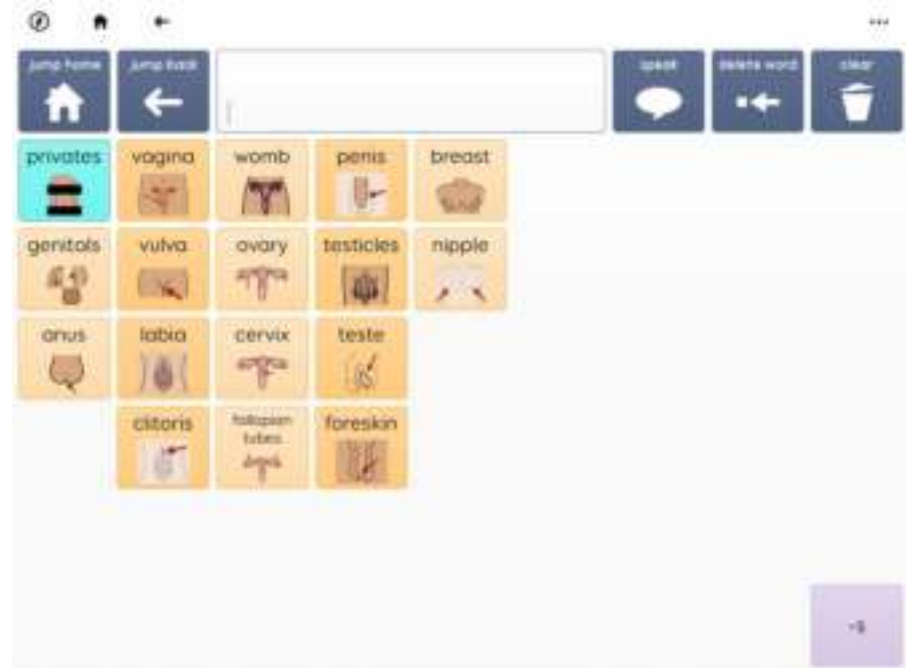 jump home
jump back
speak
delete word
clear
privates
vagina
womb
penis
breast
genitals
vulva
ovary
testicles
nipple
anus
labia
cervix
teste
clitoris
fallopian
tubes
foreskin